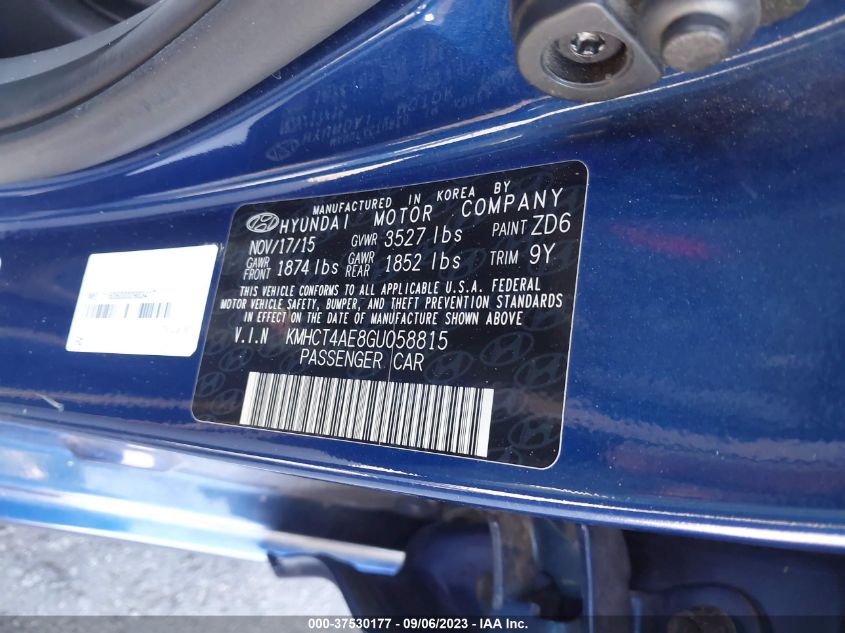 MANUFACTURED IN KOREA BY
HYUNDAI MOTOR COMPANY
NOV/17/15 GVWR 3527 lbs PAINT ZD6
GAWR FRONT 1874 lbs GAWR REAR 1852 lbs TRIM 9Y
THIS VEHICLE CONFORMS TO ALL APPLICABLE U.S.A. FEDERAL
MOTOR VEHICLE SAFETY, BUMPER, AND THEFT PREVENTION STANDARDS
IN EFFECT ON THE DATE OF MANUFACTURE SHOWN ABOVE
V.I.N KMHCT4AE8GU058815
PASSENGER CAR
000-37530177 - 09/06/2023 - IAA Inc.